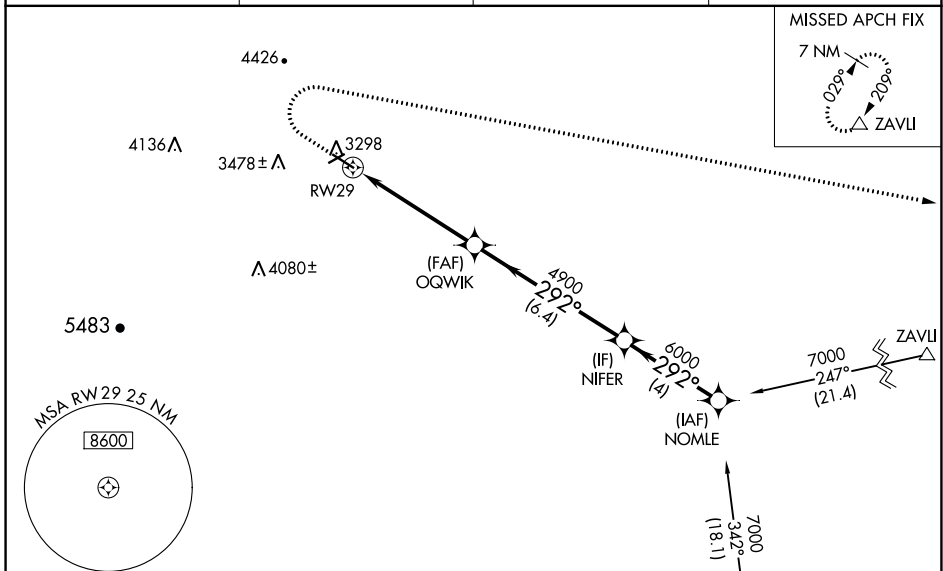 MISSED APCH FIX
7 NM
029°
209°
ZAVLI
4426
4136
3478±
3298
RW29
4080±
(FAF)
OQWIK
4900
292°
(6.4)
5483
(IF)
NIFER
6000
292°
(4)
ZAVLI
7000
247°
(21.4)
(IAF)
NOMLE
MSA RW29 25 NM
8600
7000
342°
(18.1)